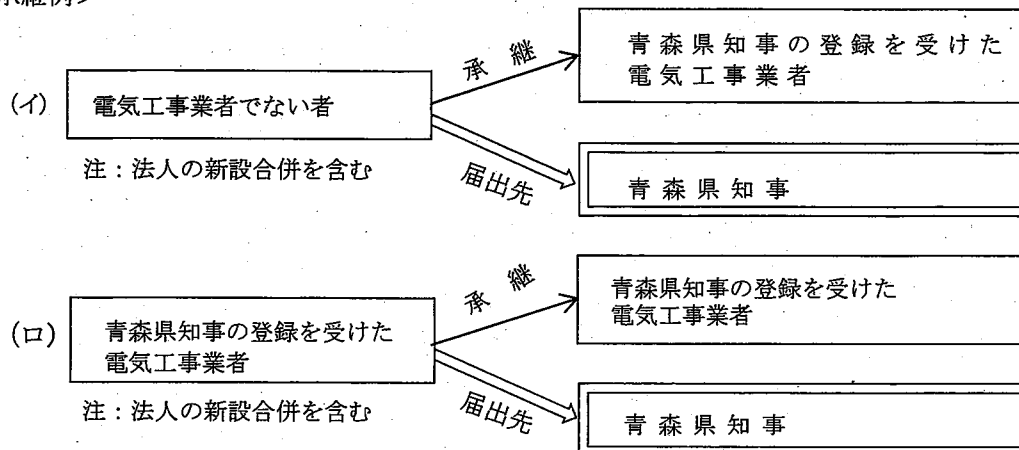 承継例>
承継
青森県知事の登録を受けた
電気工事業者
(イ)
電気工事業者でない者
注：法人の新設合併を含む
届出先
青森県知事
承継
青森県知事の登録を受けた
電気工事業者
(ロ)
青森県知事の登録を受けた
電気工事業者
注：法人の新設合併を含む
届出先
青森県知事